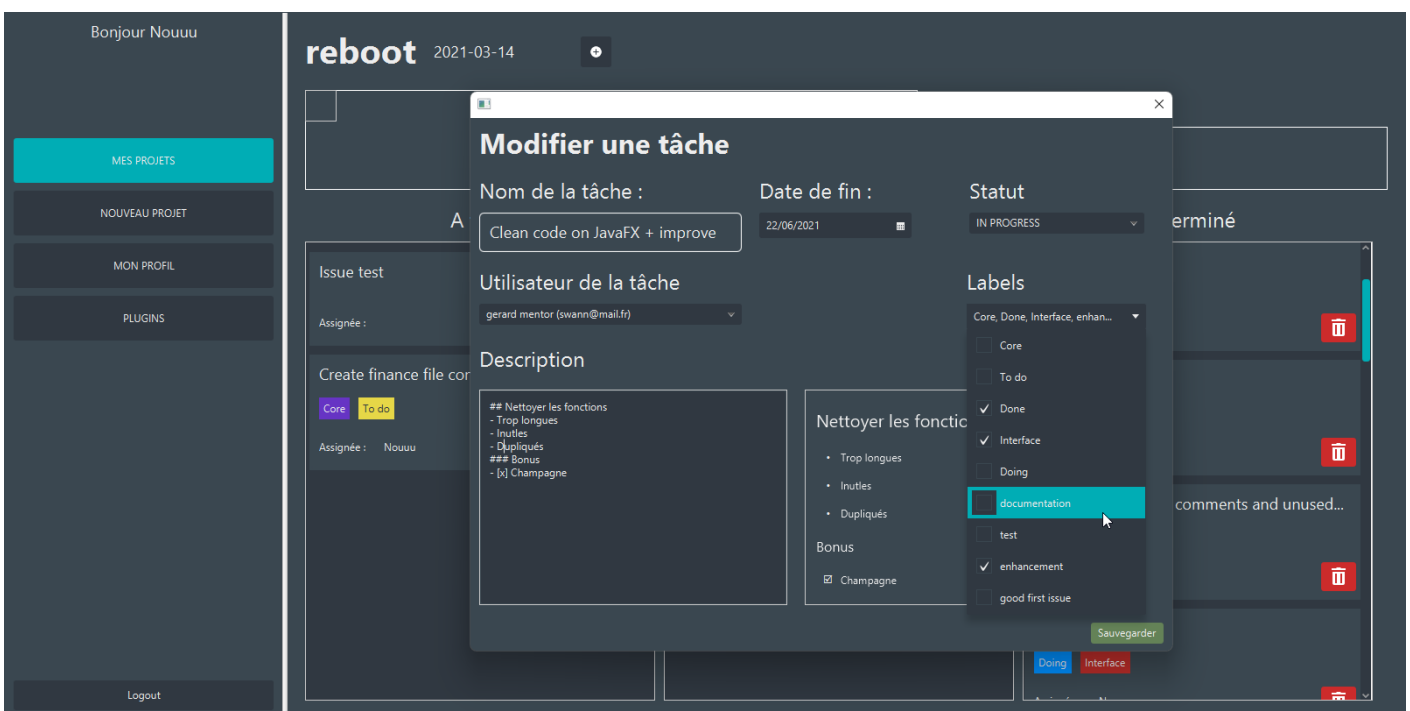 Bonjour Nouuu
MES PROJETS
NOUVEAU PROJET
MON PROFIL
PLUGINS
Logout
reboot 2021-03-14
A
erminé
Issue test
Assignée :
Create finance file con
Core To do
Assignée : Nouuu
comments and unused...
Doing Interface
Modifier une tâche
Nom de la tâche :
Clean code on JavaFX + improve
Date de fin :
22/06/2021
Statut
IN PROGRESS
Utilisateur de la tâche
gerard mentor (swann@mail.fr)
Labels
Core, Done, Interface, enhan...
Core
To do
Done
Interface
Doing
documentation
test
enhancement
good first issue
Description
## Nettoyer les fonctions
- Trop longues
- Inutles
- Dupliqués
### Bonus
- [x] Champagne
Nettoyer les fonctio
• Trop longues
• Inutles
• Dupliqués
Bonus
☑ Champagne
Sauvegarder